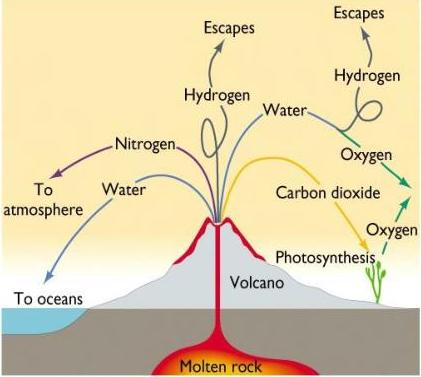 Escapes
Escapes
Hydrogen
Hydrogen
Water
Nitrogen
Oxygen
To
atmosphere
Water
Carbon dioxide
Oxygen
Photosynthesis
Volcano
To oceans
Molten rock